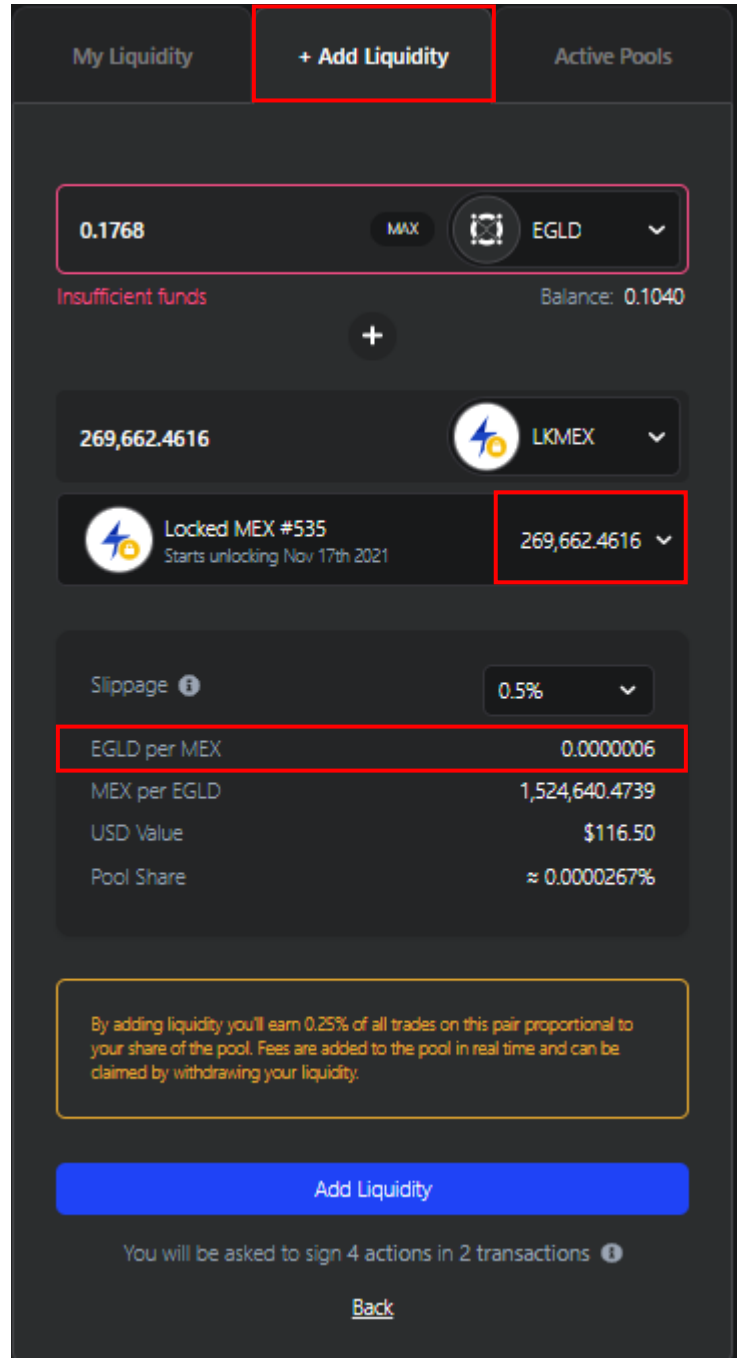 My Liquidity + Add Liquidity Active Pools
0.1768 MAX EGLD
Insufficient funds Balance: 0.1040
+
269,662.4616 LKMEX
Locked MEX #535
Starts unlocking Nov 17th 2021
269,662.4616
Slippage 0.5%
EGLD per MEX 0.0000006
MEX per EGLD 1,524,640.4739
USD Value $116.50
Pool Share ≈ 0.0000267%
By adding liquidity you'll earn 0.25% of all trades on this pair proportional to
your share of the pool. Fees are added to the pool in real time and can be
claimed by withdrawing your liquidity.
Add Liquidity
You will be asked to sign 4 actions in 2 transactions
Back